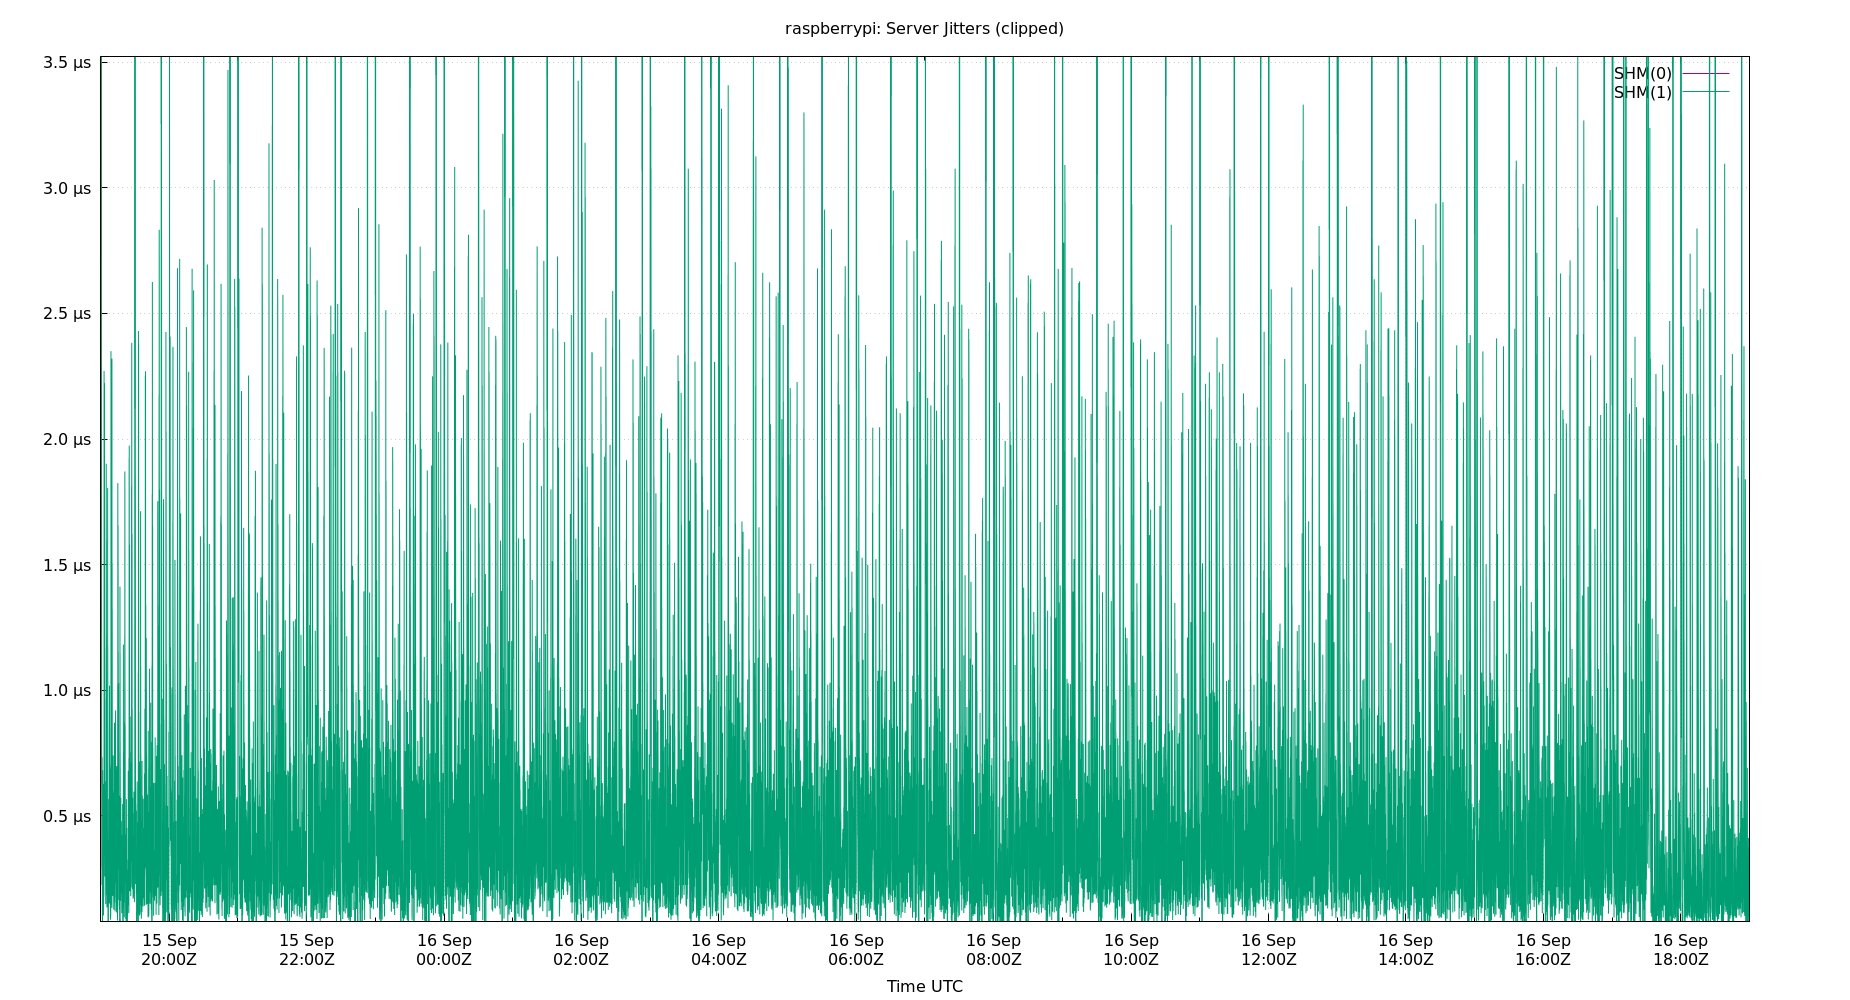 raspberrypi: Server Jitters (clipped)
3.5 µs
3.0 µs
2.5 µs
2.0 µs
1.5 µs
1.0 µs
0.5 µs
SHM(0)
SHM(1)
15 Sep 15 Sep 16 Sep 16 Sep 16 Sep 16 Sep 16 Sep 16 Sep 16 Sep 16 Sep 16 Sep 16 Sep
20:00Z 22:00Z 00:00Z 02:00Z 04:00Z 06:00Z 08:00Z 10:00Z 12:00Z 14:00Z 16:00Z 18:00Z
Time UTC